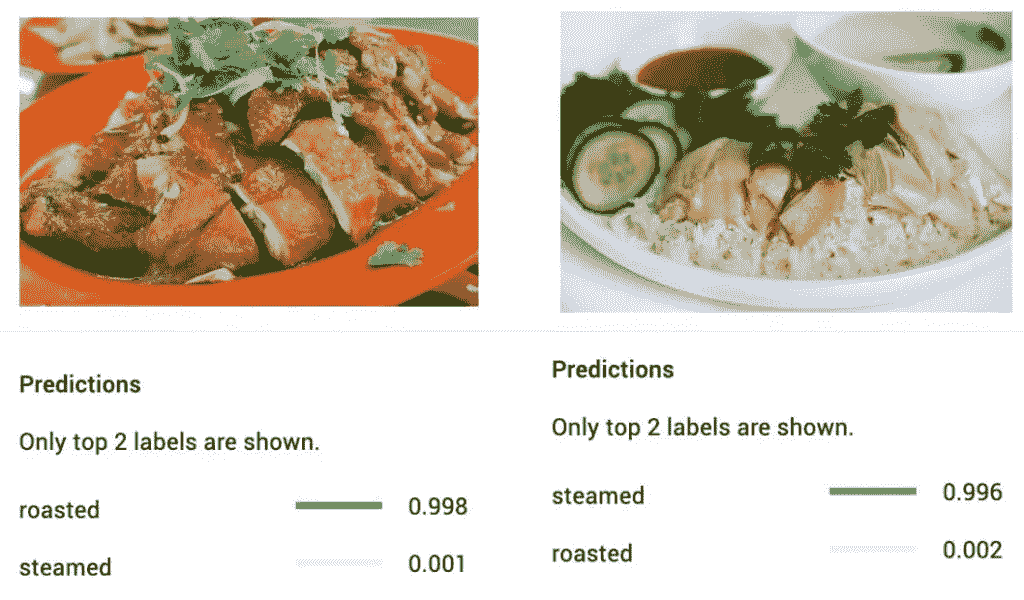 Predictions
Only top 2 labels are shown.
roasted 0.998
steamed 0.001
Predictions
Only top 2 labels are shown.
steamed 0.996
roasted 0.002